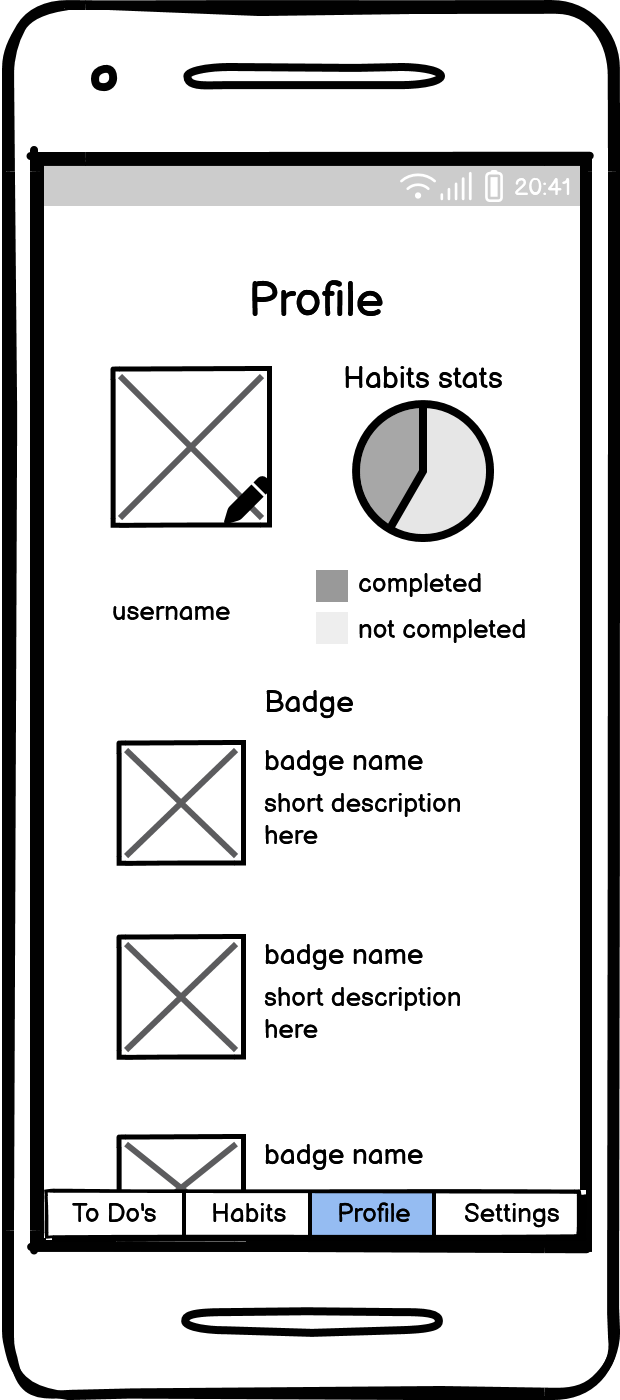 20:41
Profile
Habits stats
completed
not completed
username
Badge
badge name
short description
here
badge name
short description
here
badge name
To Do's Habits Profile Settings